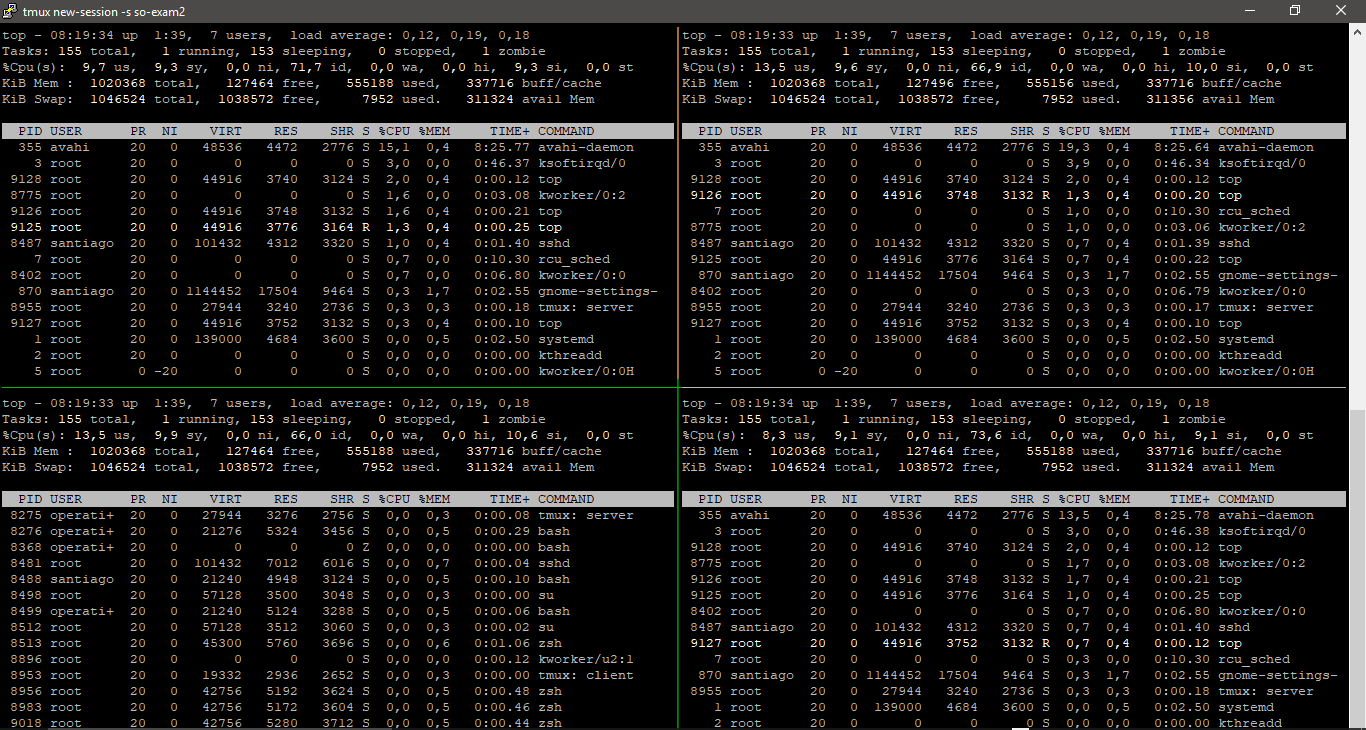 tmux new-session -s so-exam2
top - 08:19:34 up  1:39,  7 users,  load average: 0,12, 0,19, 0,18
Tasks: 155 total,   1 running, 153 sleeping,   0 stopped,   1 zombie
%Cpu(s):  9,7 us,  9,3 sy,  0,0 ni, 71,7 id,  0,0 wa,  0,0 hi,  9,3 si,  0,0 st
KiB Mem :  1020368 total,   127464 free,   555188 used,   337716 buff/cache
KiB Swap:  1046524 total,  1038572 free,     7952 used.   311324 avail Mem
PID USER      PR  NI    VIRT    RES    SHR S %CPU %MEM     TIME+ COMMAND
355 avahi     20   0   48536   4472   2776 S 15,1  0,4   8:25.77 avahi-daemon
3 root      20   0       0      0      0 S  3,0  0,0   0:46.37 ksoftirqd/0
9128 root      20   0   44916   3740   3124 S  2,0  0,4   0:00.12 top
8775 root      20   0       0      0      0 S  1,6  0,0   0:03.08 kworker/0:2
9126 root      20   0   44916   3748   3132 S  1,6  0,4   0:00.21 top
9125 root      20   0   44916   3776   3164 R  1,3  0,4   0:00.25 top
8487 santiago  20   0  101432   4312   3320 S  1,0  0,4   0:01.40 sshd
7 root      20   0       0      0      0 S  0,7  0,0   0:10.30 rcu_sched
8402 root      20   0       0      0      0 S  0,7  0,0   0:06.80 kworker/0:0
870 santiago  20   0 1144452  17504   9464 S  0,3  1,7   0:02.55 gnome-settings-
8955 root      20   0   27944   3240   2736 S  0,3  0,3   0:00.18 tmux: server
9127 root      20   0   44916   3752   3132 S  0,3  0,4   0:00.10 top
1 root      20   0  139000   4684   3600 S  0,0  0,5   0:02.50 systemd
2 root      20   0       0      0      0 S  0,0  0,0   0:00.00 kthreadd
5 root       0 -20       0      0      0 S  0,0  0,0   0:00.00 kworker/0:0H
top - 08:19:33 up  1:39,  7 users,  load average: 0,12, 0,19, 0,18
Tasks: 155 total,   1 running, 153 sleeping,   0 stopped,   1 zombie
%Cpu(s): 13,5 us,  9,6 sy,  0,0 ni, 66,9 id,  0,0 wa,  0,0 hi, 10,0 si,  0,0 st
KiB Mem :  1020368 total,   127496 free,   555156 used,   337716 buff/cache
KiB Swap:  1046524 total,  1038572 free,     7952 used.   311356 avail Mem
PID USER      PR  NI    VIRT    RES    SHR S %CPU %MEM     TIME+ COMMAND
355 avahi     20   0   48536   4472   2776 S 19,3  0,4   8:25.64 avahi-daemon
3 root      20   0       0      0      0 S  3,9  0,0   0:46.34 ksoftirqd/0
9128 root      20   0   44916   3740   3124 S  2,0  0,4   0:00.12 top
9126 root      20   0   44916   3748   3132 R  1,3  0,4   0:00.20 top
7 root      20   0       0      0      0 S  1,0  0,0   0:10.30 rcu_sched
8775 root      20   0       0      0      0 S  1,0  0,0   0:03.06 kworker/0:2
8487 santiago  20   0  101432   4312   3320 S  0,7  0,4   0:01.39 sshd
9125 root      20   0   44916   3776   3164 S  0,7  0,4   0:00.22 top
870 santiago  20   0 1144452  17504   9464 S  0,3  1,7   0:02.55 gnome-settings-
8402 root      20   0       0      0      0 S  0,3  0,0   0:06.79 kworker/0:0
8955 root      20   0   27944   3240   2736 S  0,3  0,3   0:00.17 tmux: server
9127 root      20   0   44916   3752   3132 S  0,3  0,4   0:00.10 top
1 root      20   0  139000   4684   3600 S  0,0  0,5   0:02.50 systemd
2 root      20   0       0      0      0 S  0,0  0,0   0:00.00 kthreadd
5 root       0 -20       0      0      0 S  0,0  0,0   0:00.00 kworker/0:0H
top - 08:19:33 up  1:39,  7 users,  load average: 0,12, 0,19, 0,18
Tasks: 155 total,   1 running, 153 sleeping,   0 stopped,   1 zombie
%Cpu(s): 13,5 us,  9,9 sy,  0,0 ni, 66,0 id,  0,0 wa,  0,0 hi, 10,6 si,  0,0 st
KiB Mem :  1020368 total,   127464 free,   555188 used,   337716 buff/cache
KiB Swap:  1046524 total,  1038572 free,     7952 used.   311324 avail Mem
PID USER      PR  NI    VIRT    RES    SHR S %CPU %MEM     TIME+ COMMAND
8275 operati+  20   0   27944   3276   2756 S  0,0  0,3   0:00.08 tmux: server
8276 operati+  20   0   21276   5324   3456 S  0,0  0,5   0:00.29 bash
8368 operati+  20   0       0      0      0 Z  0,0  0,0   0:00.00 bash
8481 root      20   0  101432   7012   6016 S  0,0  0,7   0:00.04 sshd
8488 santiago  20   0   21240   4948   3124 S  0,0  0,5   0:00.10 bash
8498 root      20   0   57128   3500   3048 S  0,0  0,3   0:00.00 su
8499 operati+  20   0   21240   5124   3288 S  0,0  0,5   0:00.06 bash
8512 root      20   0   57128   3512   3060 S  0,0  0,3   0:00.02 su
8513 root      20   0   45300   5760   3696 S  0,0  0,6   0:01.06 zsh
8896 root      20   0       0      0      0 S  0,0  0,0   0:00.12 kworker/u2:1
8953 root      20   0   19332   2936   2652 S  0,0  0,3   0:00.00 tmux: client
8956 root      20   0   42756   5192   3624 S  0,0  0,5   0:00.48 zsh
8983 root      20   0   42756   5172   3604 S  0,0  0,5   0:00.46 zsh
9018 root      20   0   42756   5280   3712 S  0,0  0,5   0:00.44 zsh
top - 08:19:34 up  1:39,  7 users,  load average: 0,12, 0,19, 0,18
Tasks: 155 total,   1 running, 153 sleeping,   0 stopped,   1 zombie
%Cpu(s):  8,3 us,  9,1 sy,  0,0 ni, 73,6 id,  0,0 wa,  0,0 hi,  9,1 si,  0,0 st
KiB Mem :  1020368 total,   127464 free,   555188 used,   337716 buff/cache
KiB Swap:  1046524 total,  1038572 free,     7952 used.   311324 avail Mem
PID USER      PR  NI    VIRT    RES    SHR S %CPU %MEM     TIME+ COMMAND
355 avahi     20   0   48536   4472   2776 S 13,5  0,4   8:25.78 avahi-daemon
3 root      20   0       0      0      0 S  3,0  0,0   0:46.38 ksoftirqd/0
9128 root      20   0   44916   3740   3124 S  2,0  0,4   0:00.12 top
8775 root      20   0       0      0      0 S  1,7  0,0   0:03.08 kworker/0:2
9126 root      20   0   44916   3748   3132 S  1,7  0,4   0:00.21 top
9125 root      20   0   44916   3776   3164 S  1,0  0,4   0:00.25 top
8402 root      20   0       0      0      0 S  0,7  0,0   0:06.80 kworker/0:0
8487 santiago  20   0  101432   4312   3320 S  0,7  0,4   0:01.40 sshd
9127 root      20   0   44916   3752   3132 R  0,7  0,4   0:00.12 top
7 root      20   0       0      0      0 S  0,3  0,0   0:10.30 rcu_sched
870 santiago  20   0 1144452  17504   9464 S  0,3  1,7   0:02.55 gnome-settings-
8955 root      20   0   27944   3240   2736 S  0,3  0,3   0:00.18 tmux: server
1 root      20   0  139000   4684   3600 S  0,0  0,5   0:02.50 systemd
2 root      20   0       0      0      0 S  0,0  0,0   0:00.00 kthreadd